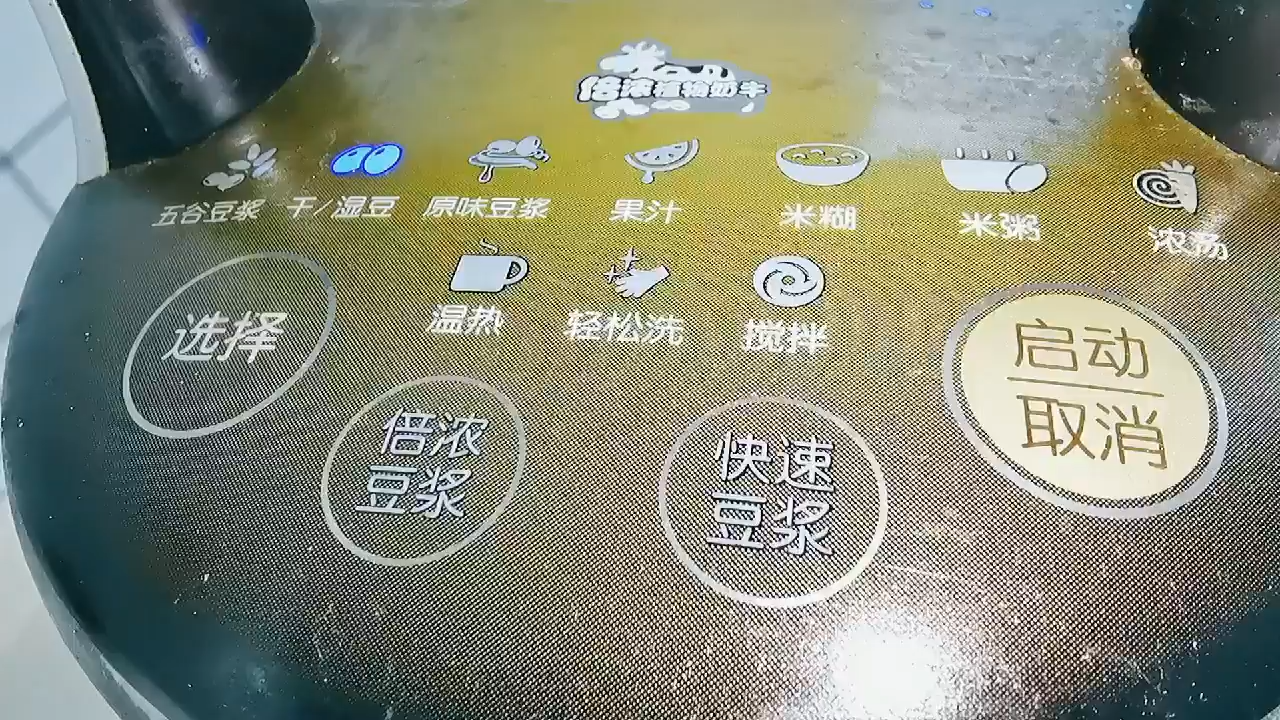 倍浓植物奶牛
五谷豆浆 干/湿豆 原味豆浆 果汁 米糊 米粥 浓汤
温热 轻松洗 搅拌
选择
启动
取消
倍浓
豆浆
快速
豆浆